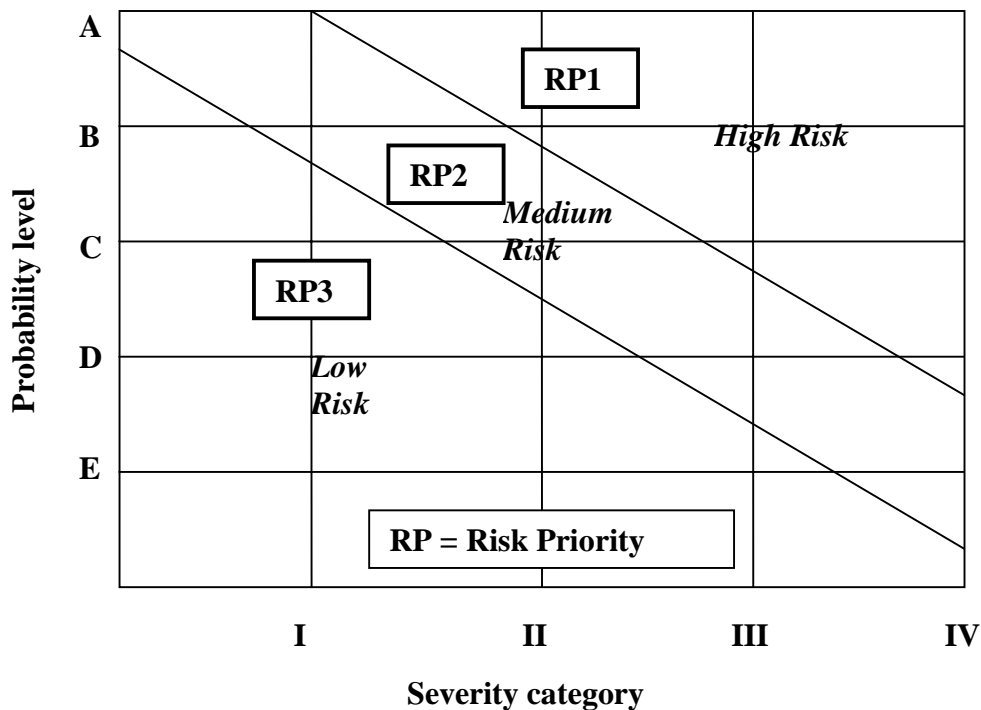 A
RP1
B
High Risk
RP2
Medium
Risk
C
RP3
D
Low
Risk
E
RP = Risk Priority
Probability level
I II III IV
Severity category